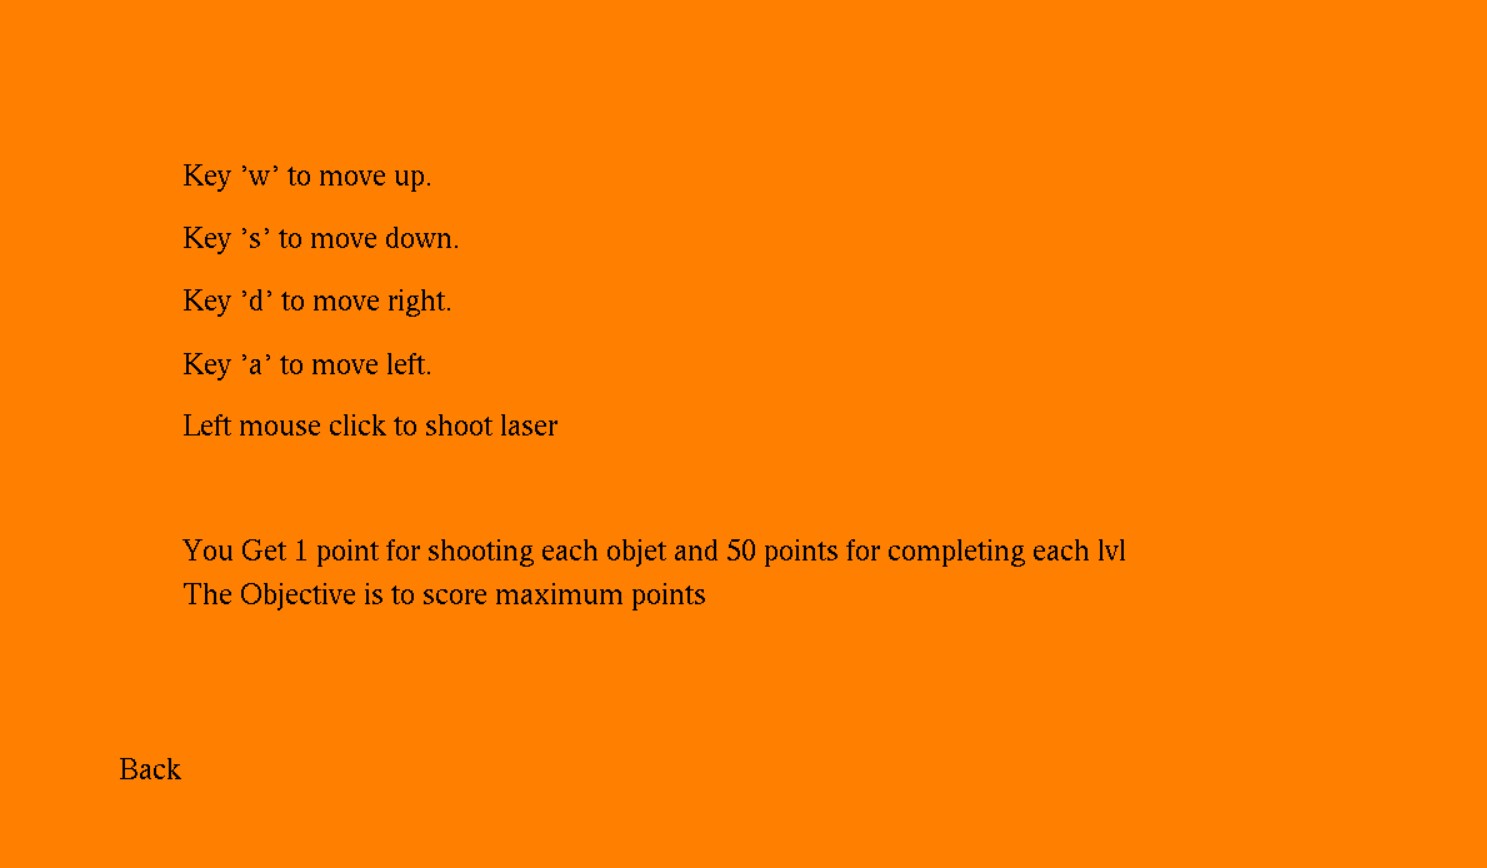 Key ’w’ to move up.
Key ’s’ to move down.
Key ’d’ to move right.
Key ’a’ to move left.
Left mouse click to shoot laser
You Get 1 point for shooting each objet and 50 points for completing each lvl
The Objective is to score maximum points
Back